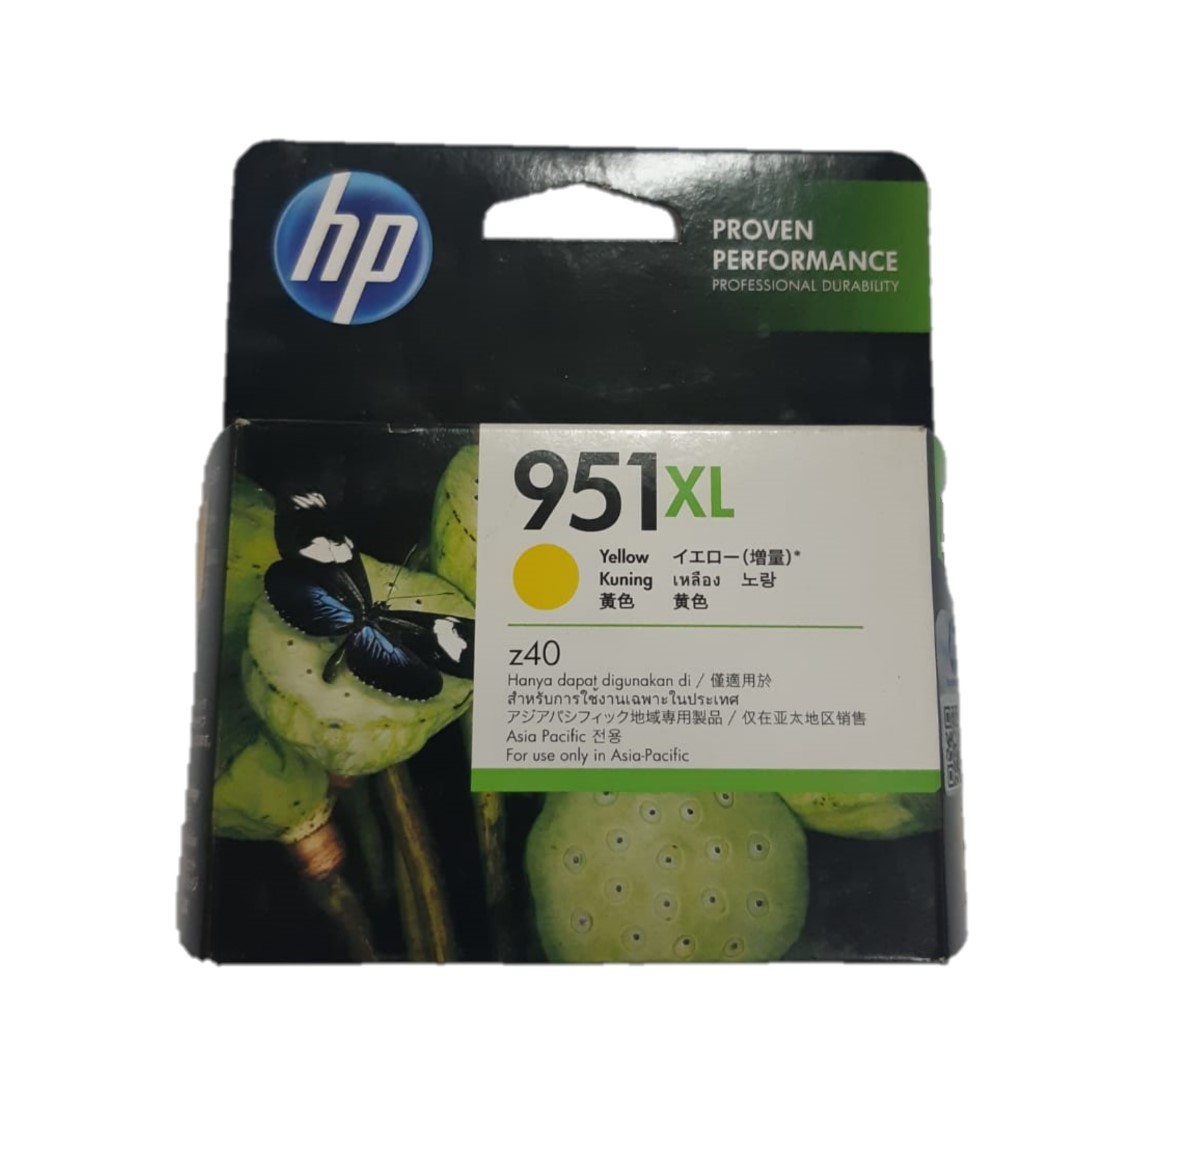 hp
PROVEN
PERFORMANCE
PROFESSIONAL DURABILITY
951XL
Yellow イエロー(増量)*
Kuning เหลือง 노랑
黃色 黄色
z40
Hanya dapat digunakan di / 僅適用於
สำหรับการใช้งานเฉพาะในประเทศ
アジアパシフィック地域専用製品 / 仅在亚太地区销售
Asia Pacific 전용
For use only in Asia-Pacific